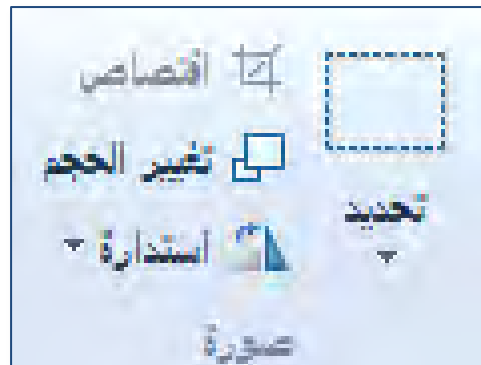 تحديد
اقتصاص
تغيير الحجم
استدارة
صورة